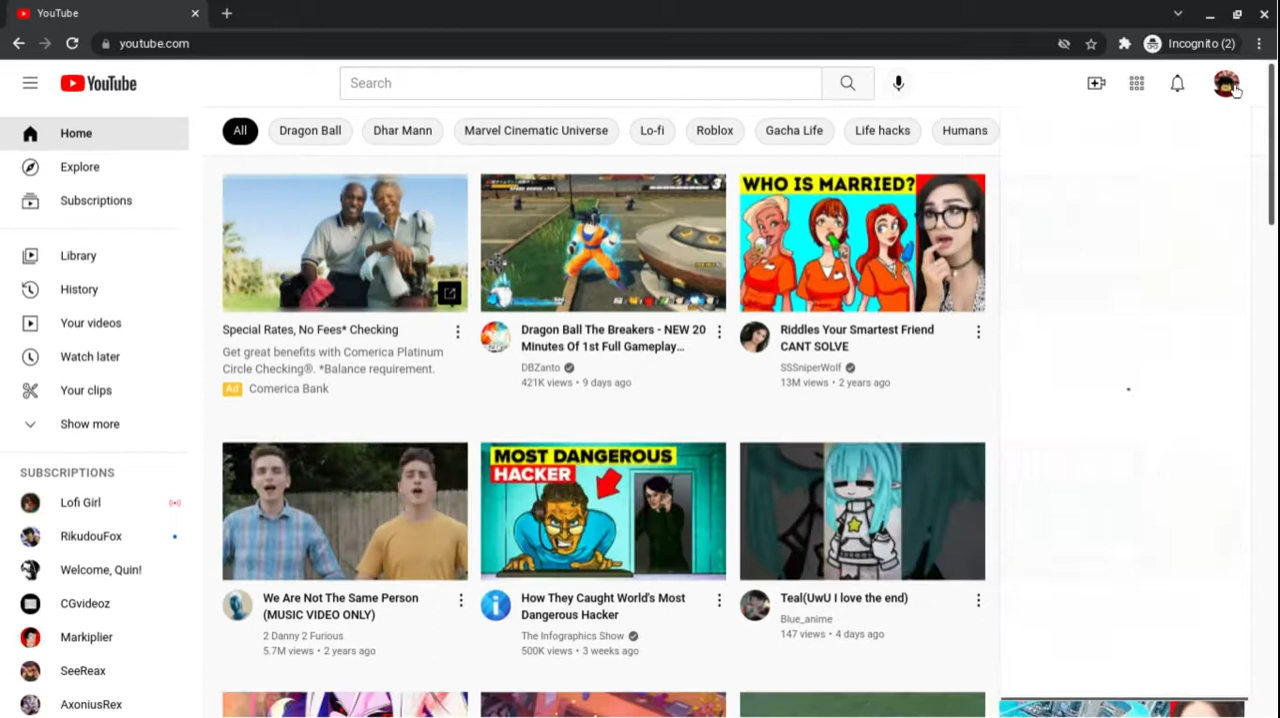 YouTube
youtube.com
Incognito (2)
YouTube
Search
Home
Explore
Subscriptions
Library
History
Your videos
Watch later
Your clips
Show more
SUBSCRIPTIONS
Lofi Girl
RikudouFox
Welcome, Quin!
CGvideoz
Markiplier
SeeReax
AxoniusRex
All
Dragon Ball
Dhar Mann
Marvel Cinematic Universe
Lo-fi
Roblox
Gacha Life
Life hacks
Humans
Special Rates, No Fees* Checking
Get great benefits with Comerica Platinum
Circle Checking®. *Balance requirement.
Ad Comerica Bank
Dragon Ball The Breakers - NEW 20
Minutes Of 1st Full Gameplay...
DBZanto
421K views • 9 days ago
WHO IS MARRIED?
Riddles Your Smartest Friend
CANT SOLVE
SSSniperWolf
13M views • 2 years ago
We Are Not The Same Person
(MUSIC VIDEO ONLY)
2 Danny 2 Furious
5.7M views • 2 years ago
MOST DANGEROUS
HACKER
How They Caught World's Most
Dangerous Hacker
The Infographics Show
500K views • 3 weeks ago
Teal(UwU I love the end)
Blue_anime
147 views • 4 days ago